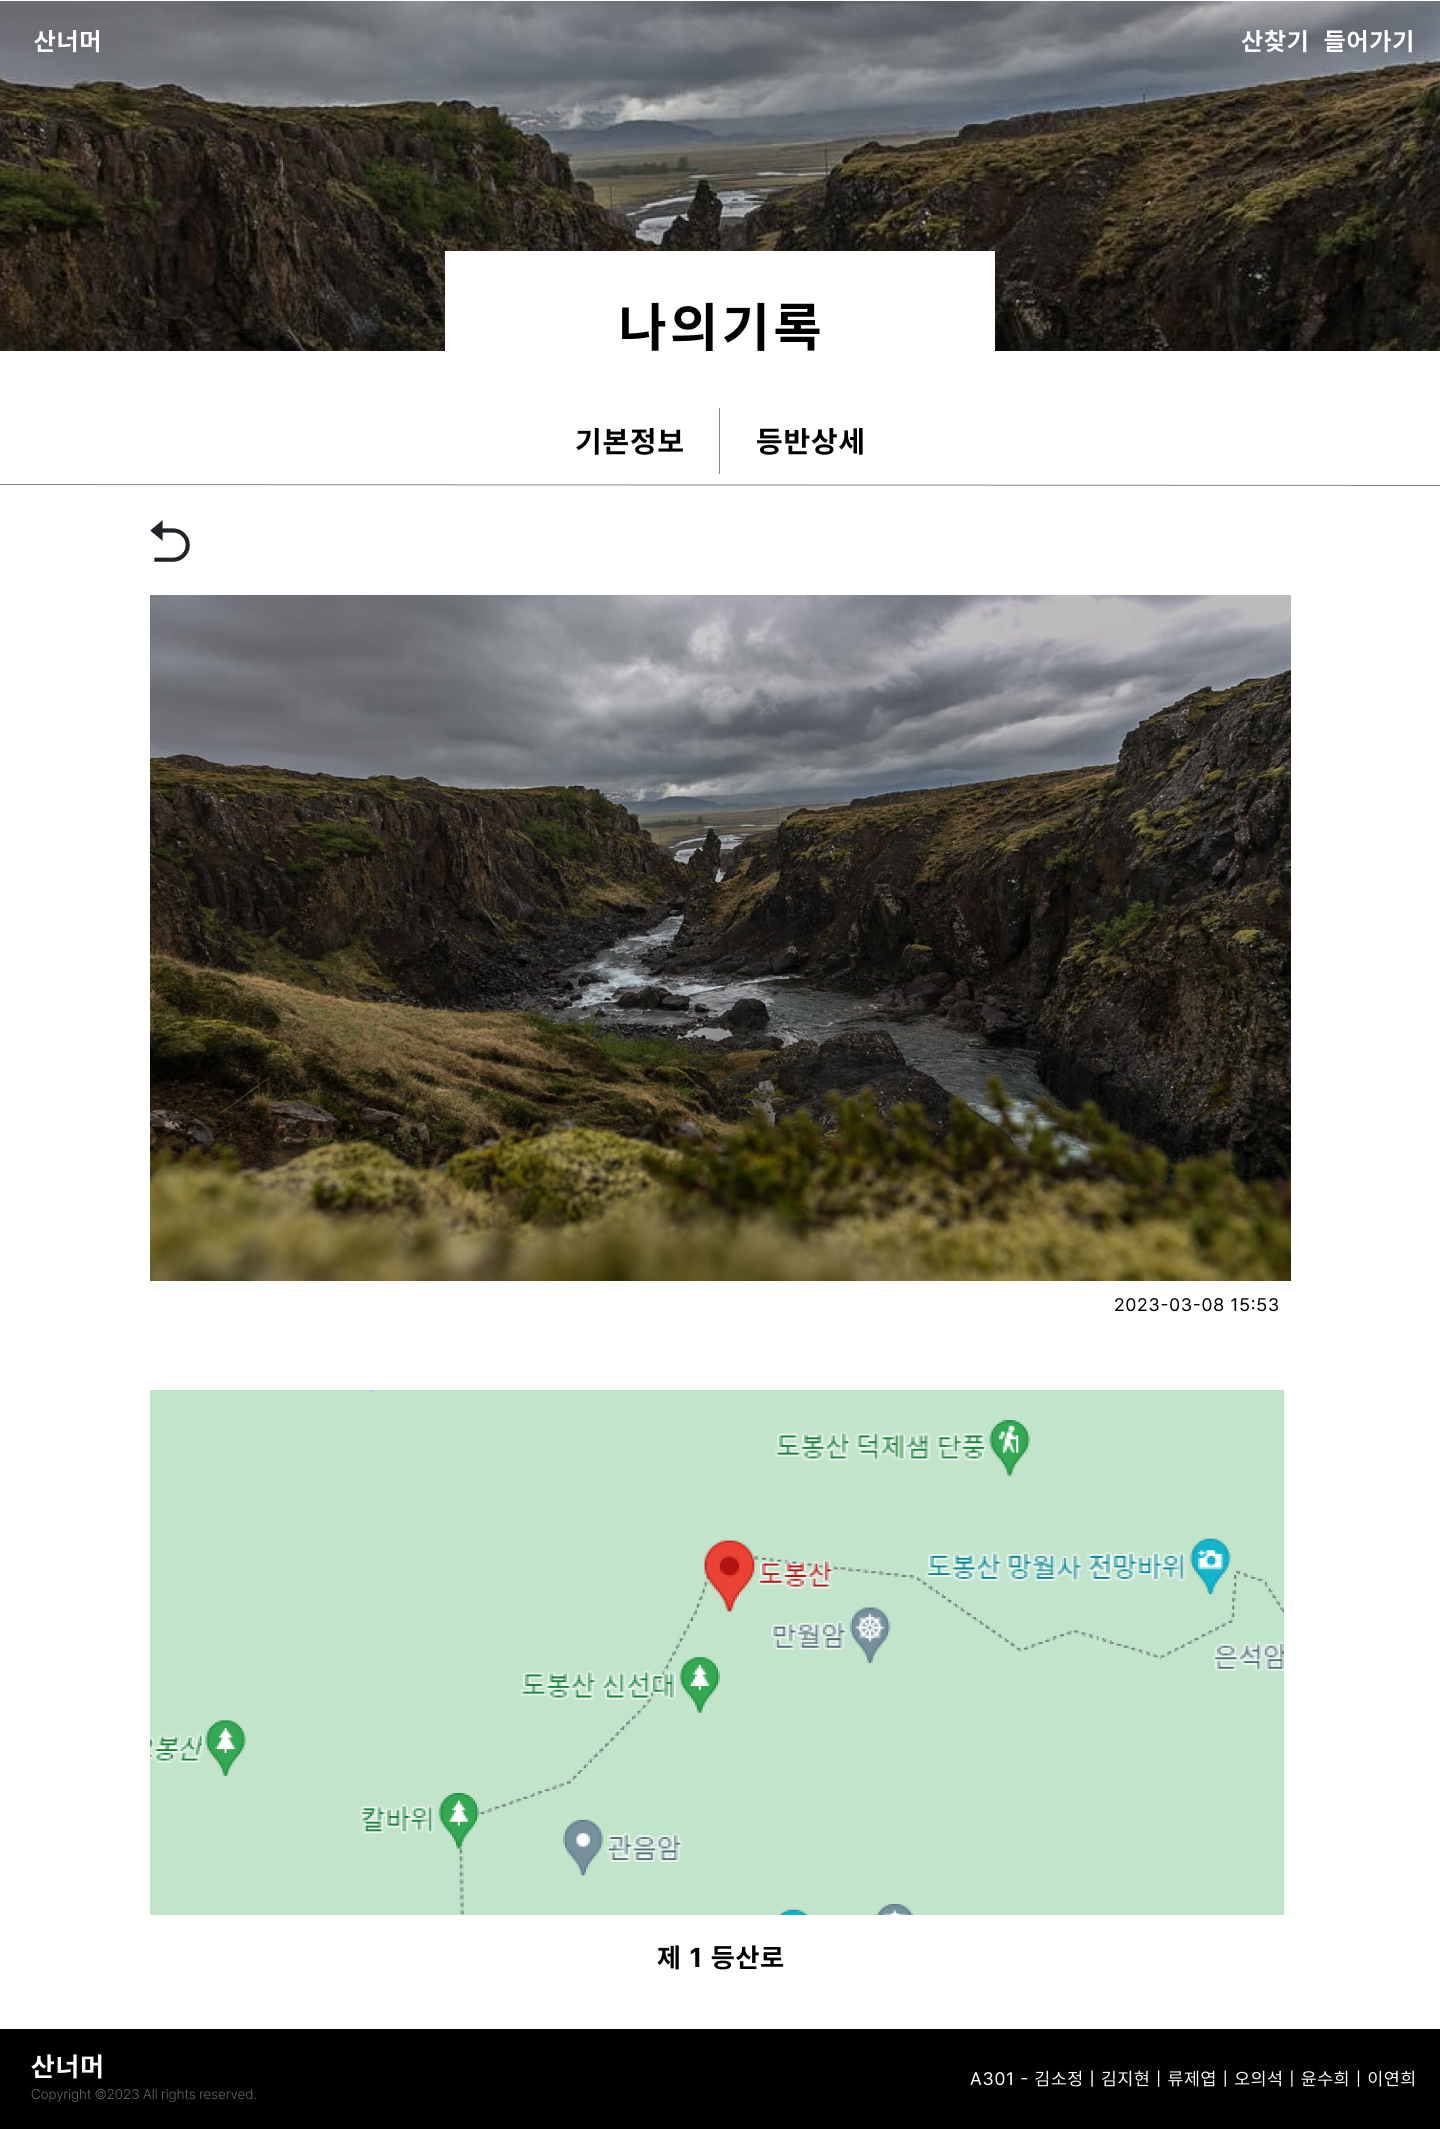 산너머
산찾기 들어가기
나의기록
기본정보
등반상세
2023-03-08 15:53
도봉산 덕제샘 단풍
도봉산
도봉산 망월사 전망바위
만월암
은석암
도봉산 신선대
봉산
칼바위
관음암
제 1 등산로
산너머
Copyright ©2023 All rights reserved.
A301 - 김소정 | 김지현 | 류제엽 | 오의석 | 윤수희 | 이연희